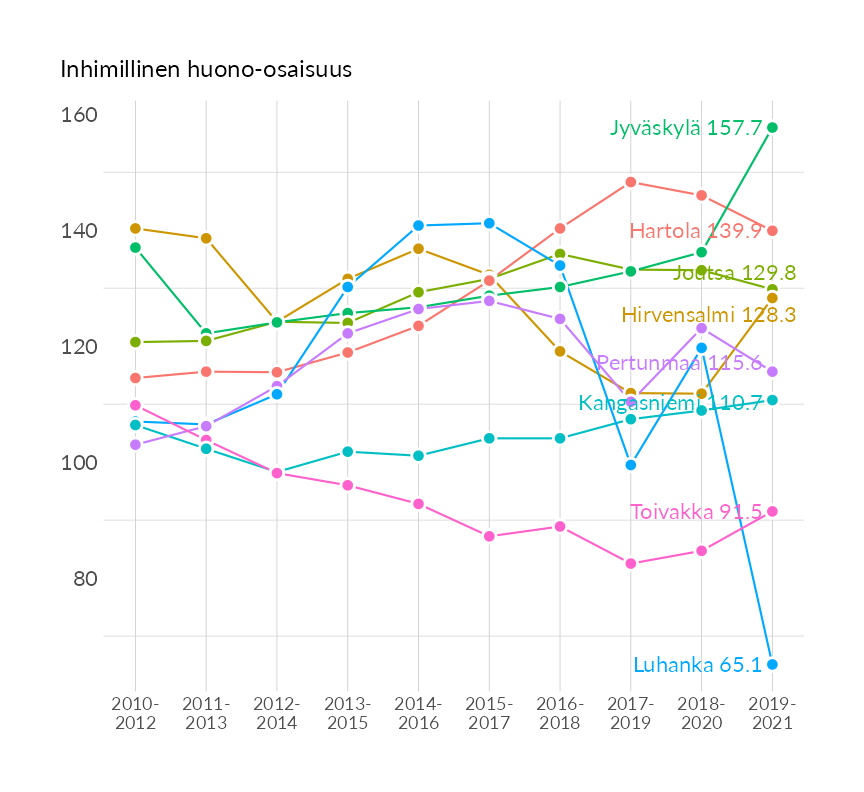 Inhimillinen huono-osaisuus
160
140
120
100
80
Jyväskylä 157.7
Hartola 139.9
Joutsa 129.8
Hirvensalmi 128.3
Pertunmaa 115.6
Kangasniemi 110.7
Toivakka 91.5
Luhanka 65.1
2010-
2012
2011-
2013
2012-
2014
2013-
2015
2014-
2016
2015-
2017
2016-
2018
2017-
2019
2018-
2020
2019-
2021